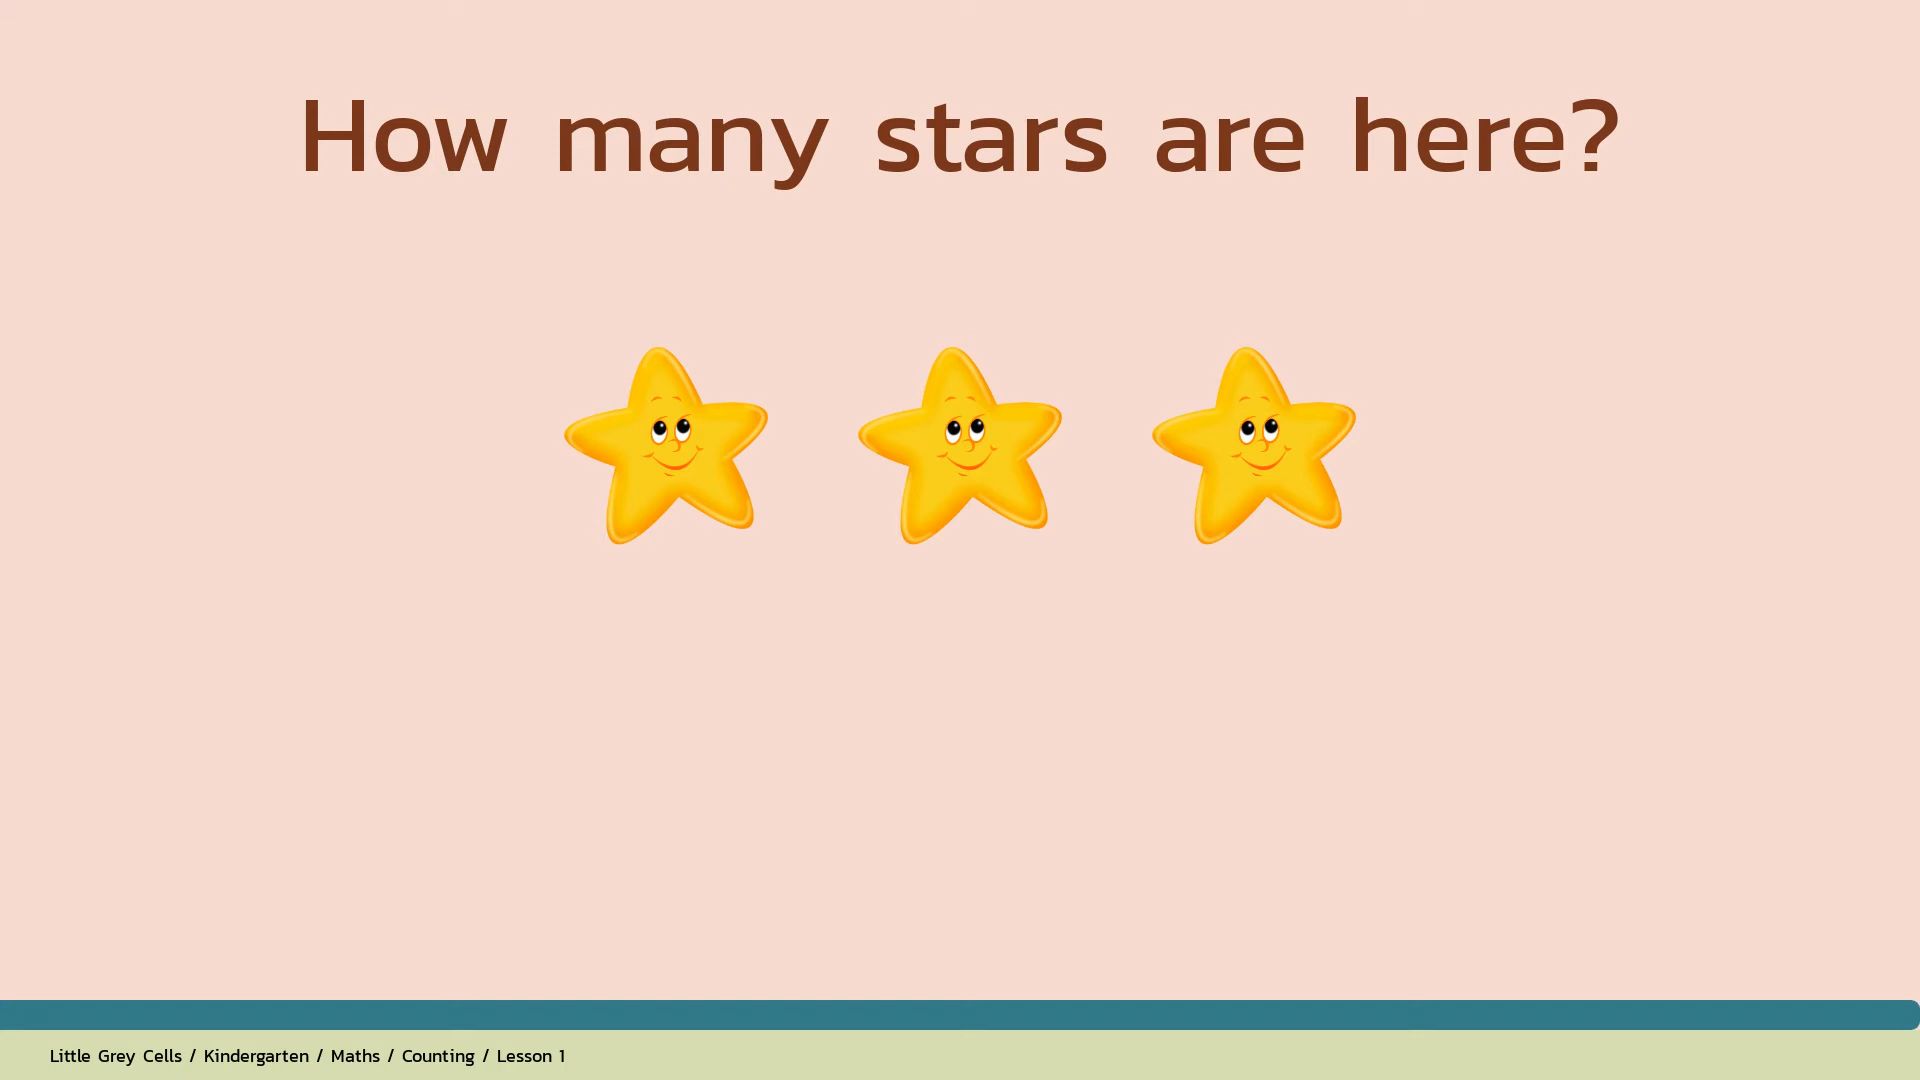 How many stars are here?
Little Grey Cells / Kindergarten / Maths / Counting / Lesson 1